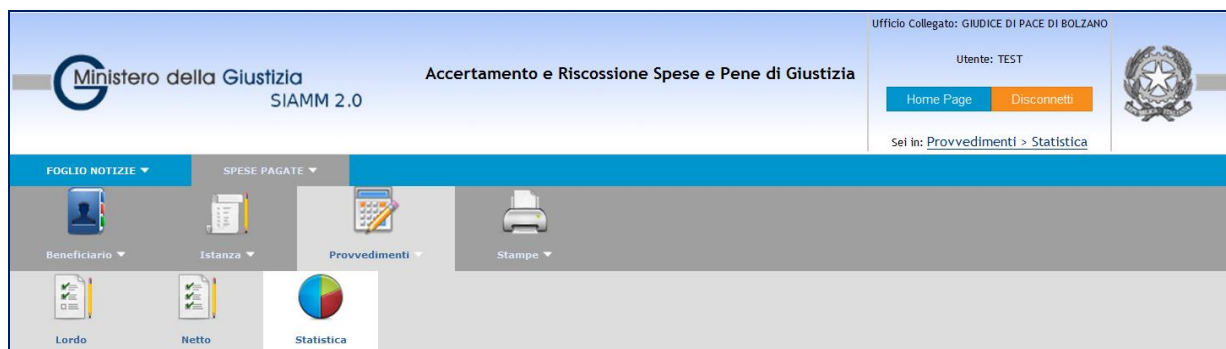 Ufficio Collegato: GIUDICE DI PACE DI BOLZANO
Ministero della Giustizia
SIAMM 2.0
Accertamento e Riscossione Spese e Pene di Giustizia
Utente: TEST
Home Page Disconnetti
Sei in: Provvedimenti > Statistica
FOGLIO NOTIZIE SPESE PAGATE
Beneficiario Istanza Provvedimenti Stampe
Lordo Netto Statistica